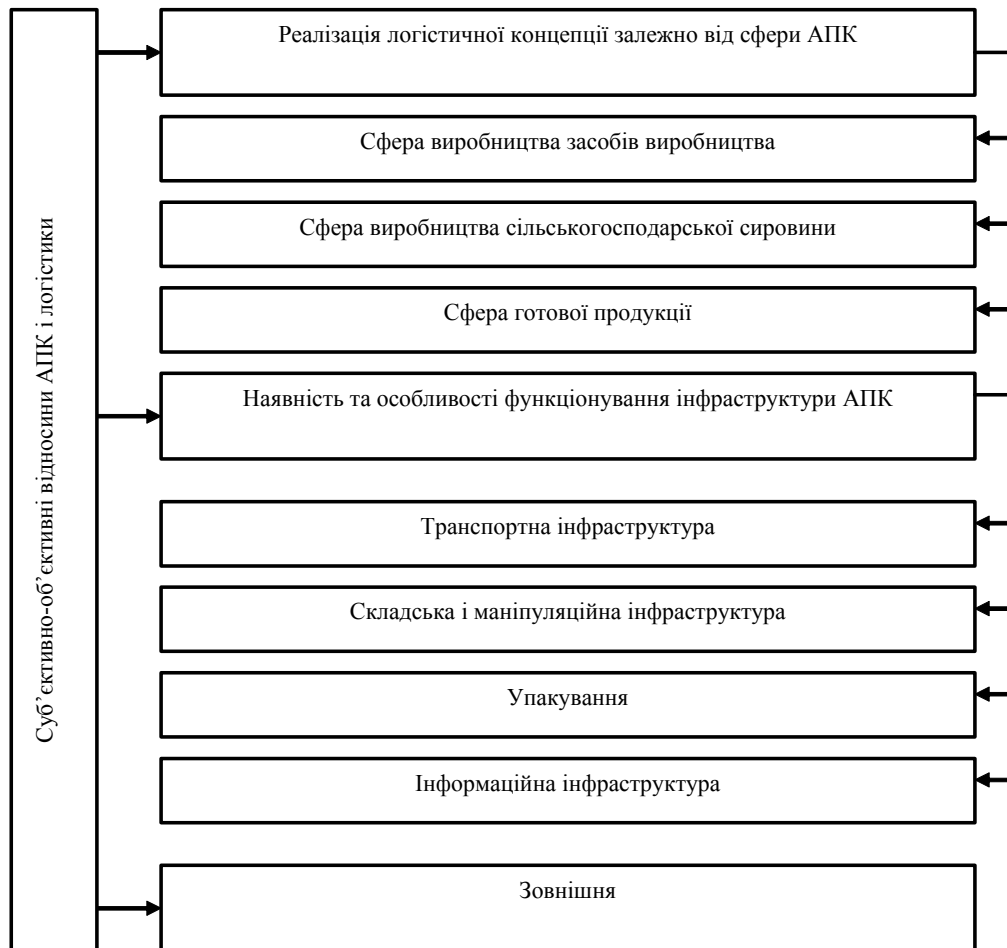 Суб’єктивно-об’єктивні відносини АПК і логістики
Реалізація логістичної концепції залежно від сфери АПК
Сфера виробництва засобів виробництва
Сфера виробництва сільськогосподарської сировини
Сфера готової продукції
Наявність та особливості функціонування інфраструктури АПК
Транспортна інфраструктура
Складська і маніпуляційна інфраструктура
Упакування
Інформаційна інфраструктура
Зовнішня